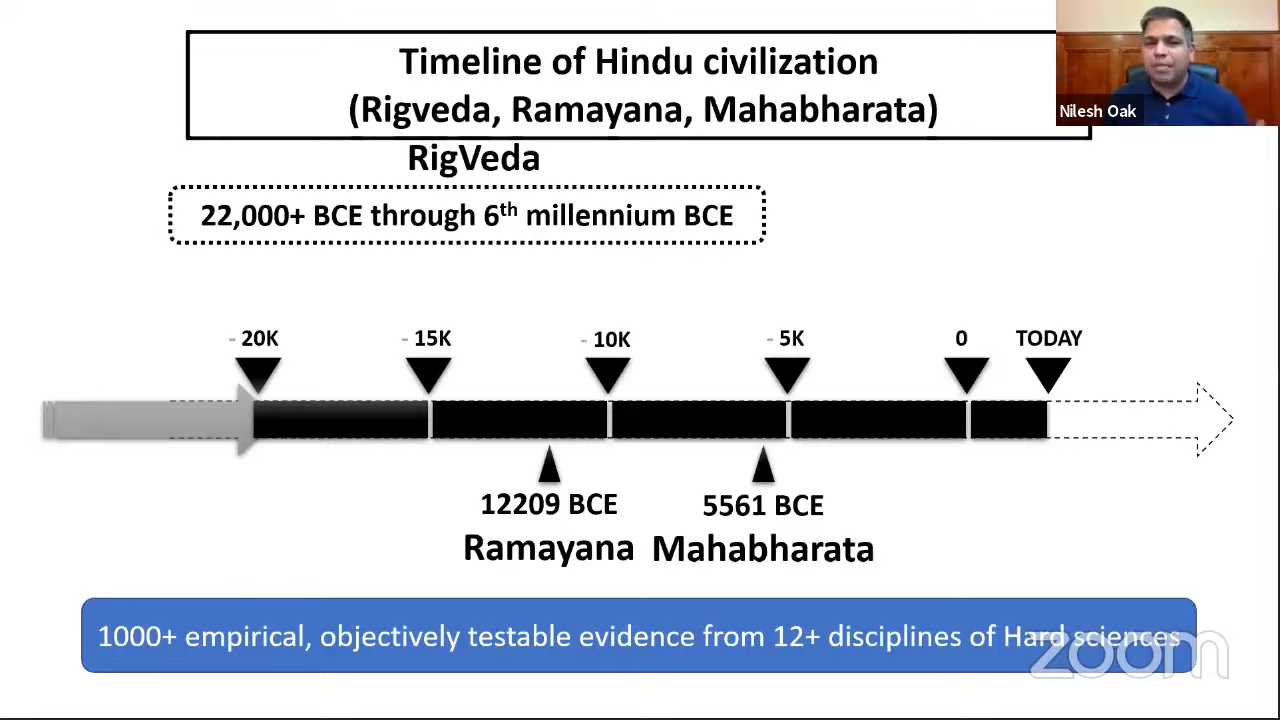 Timeline of Hindu civilization
(Rigveda, Ramayana, Mahabharata)
Nilesh Oak
RigVeda
22,000+ BCE through 6th millennium BCE
- 20K
- 15K
- 10K
- 5K
0
TODAY
12209 BCE
5561 BCE
Ramayana
Mahabharata
1000+ empirical, objectively testable evidence from 12+ disciplines of Hard sciences
zoom